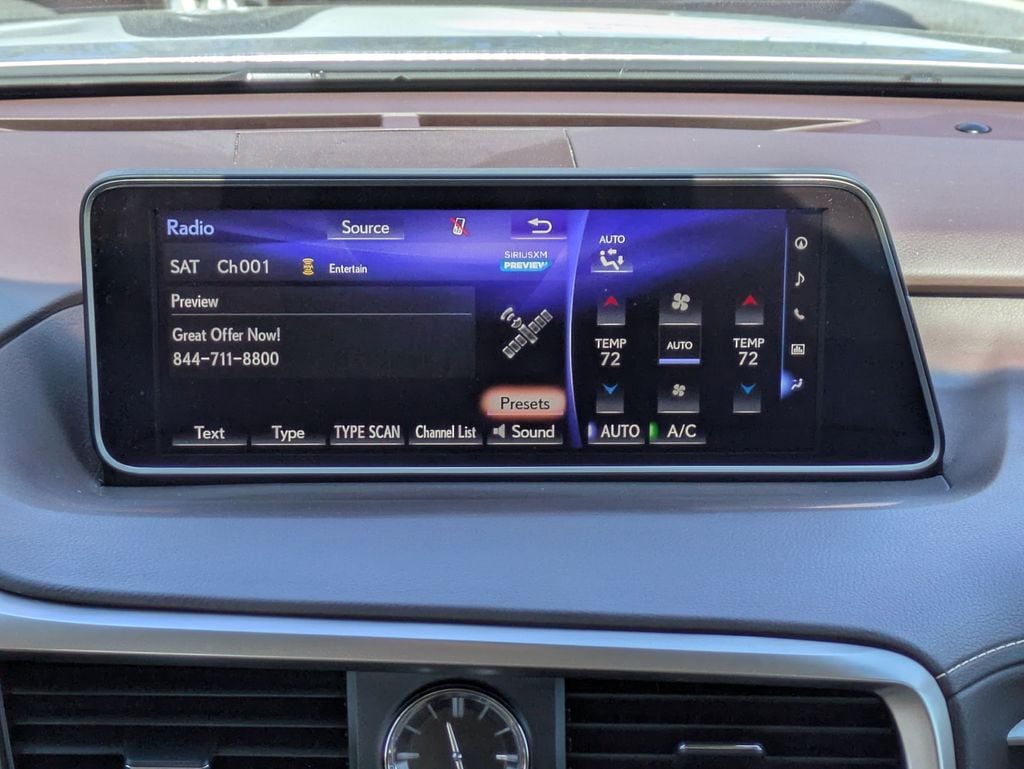 Radio
Source
SAT Ch001 Entertain
SIRIUSXM
PREVIEW
Preview
Great Offer Now!
844-711-8800
Presets
Text Type TYPE SCAN Channel List Sound
AUTO
TEMP
72
AUTO
TEMP
72
AUTO A/C